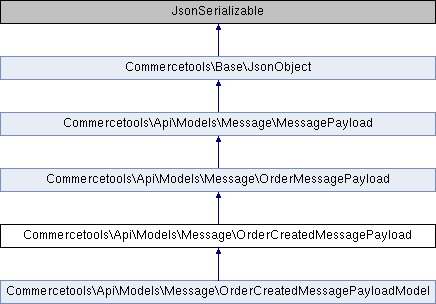 JsonSerializable
Commercetools\Base\JsonObject
Commercetools\Api\Models\Message\MessagePayload
Commercetools\Api\Models\Message\OrderMessagePayload
Commercetools\Api\Models\Message\OrderCreatedMessagePayload
Commercetools\Api\Models\Message\OrderCreatedMessagePayloadModel